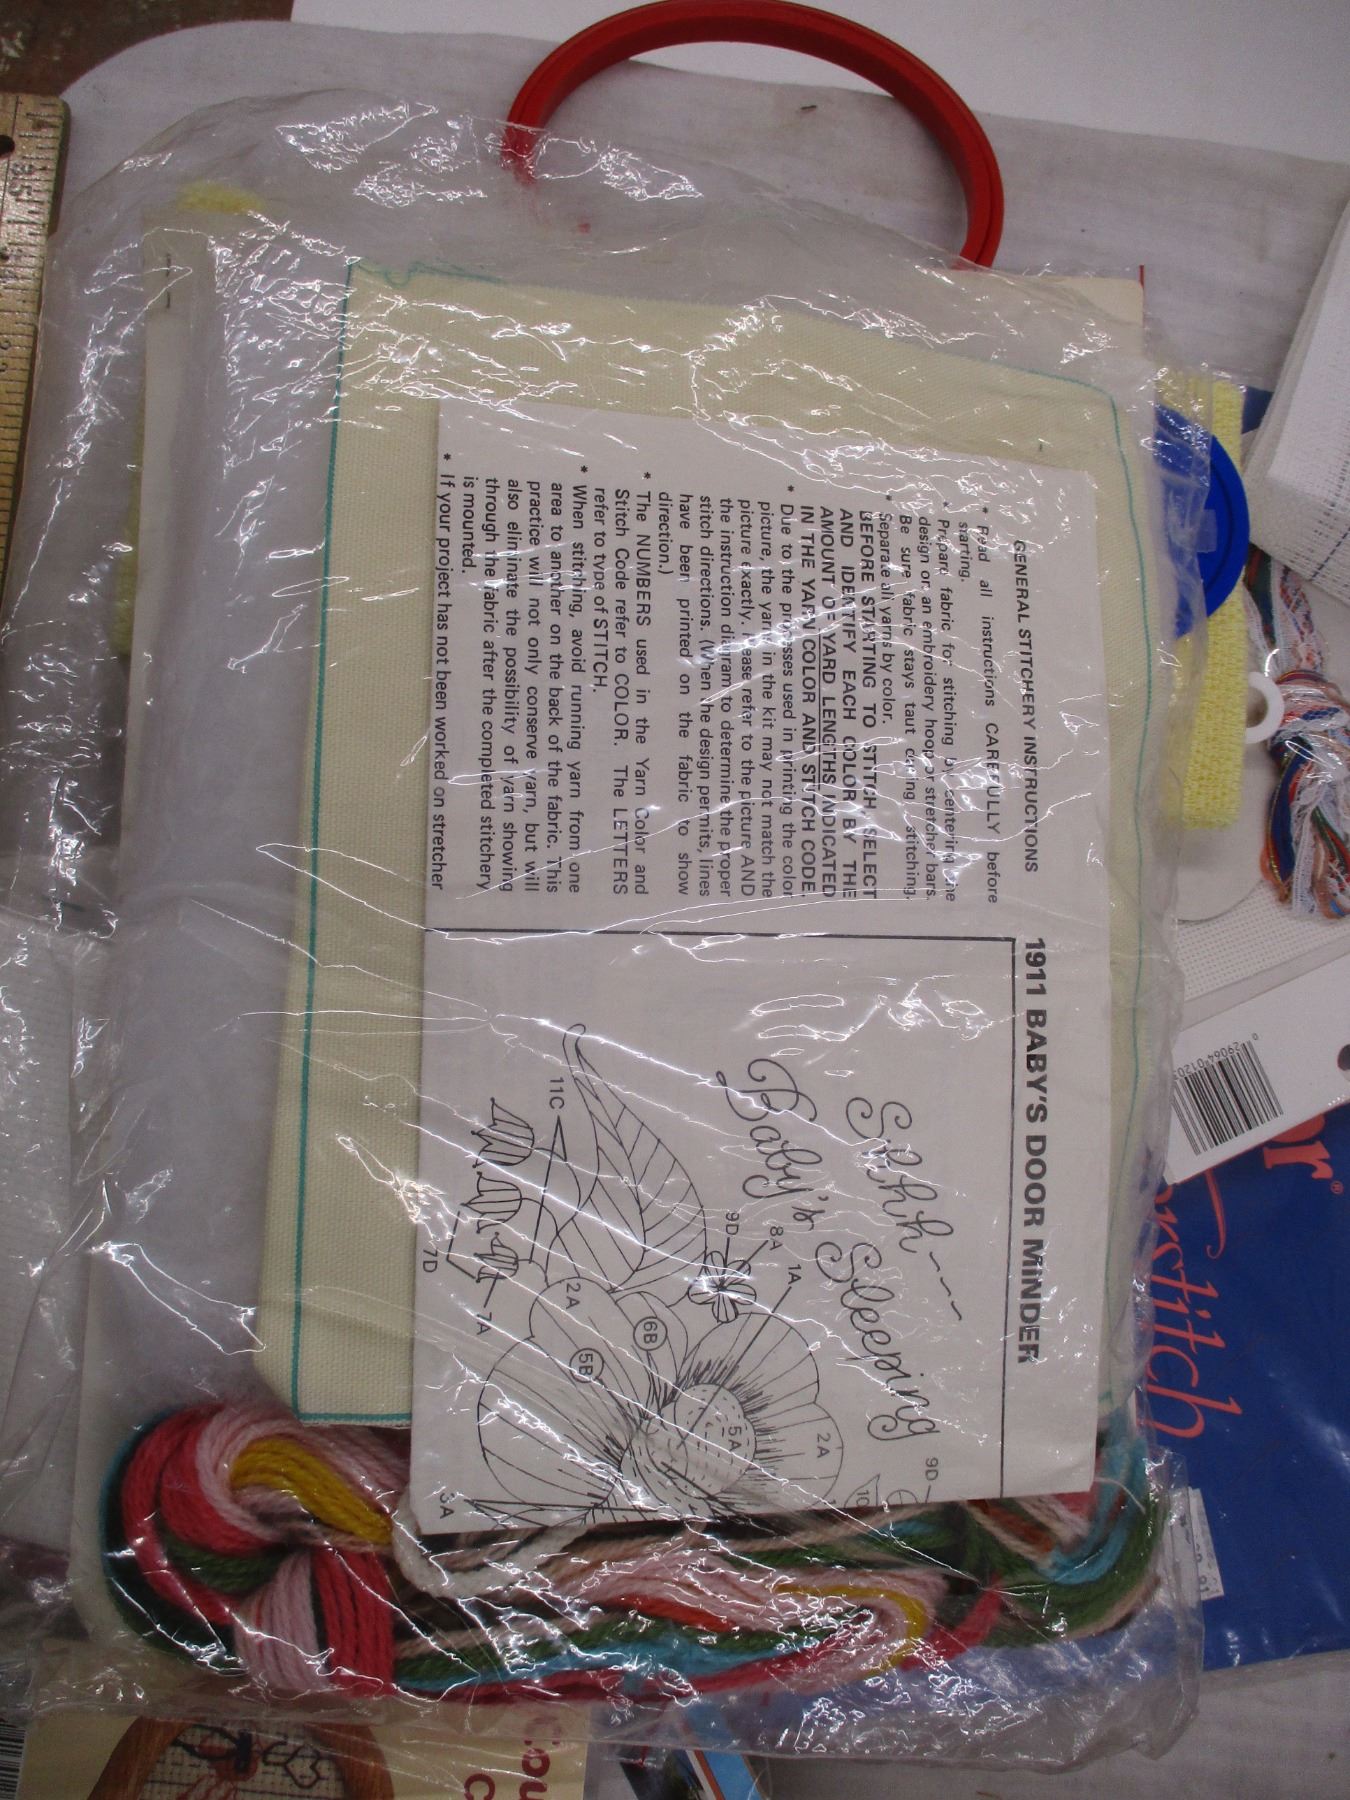 GENERAL STITCHERY INSTRUCTIONS
* Read all instructions CAREFULLY before
starting.
* Prepare fabric for stitching by centering the
design on an embroidery hoop or stretcher bars.
Be sure fabric stays taut during stitching.
* Separate all yarns by color.
BEFORE STARTING TO STITCH, SELECT
AND IDENTIFY EACH COLOR BY THE
AMOUNT OF YARD LENGTHS INDICATED
IN THE YARN COLOR AND STITCH CODE.
* Due to the processes used in printing the color
picture, the yarn in the kit may not match the
picture exactly. Please refer to the picture AND
the instruction diagram to determine the proper
stitch directions. (When the design permits, lines
have been printed on the fabric to show
direction.)
* The NUMBERS used in the Yarn Color and
Stitch Code refer to COLOR. The LETTERS
refer to type of STITCH.
* When stitching, avoid running yarn from one
area to another on the back of the fabric. This
practice will not only conserve yarn, but will
also eliminate the possibility of yarn showing
through the fabric after the completed stitchery
is mounted.
* If your project has not been worked on stretcher
1911 BABY'S DOOR MINDER
Shhh----
Baby's Sleeping
9D
8A
1A
11C
9D
2A
6B
5B
5A
2A
10
7D
7A
3A
35
0 29064 01203
or®
rstitch